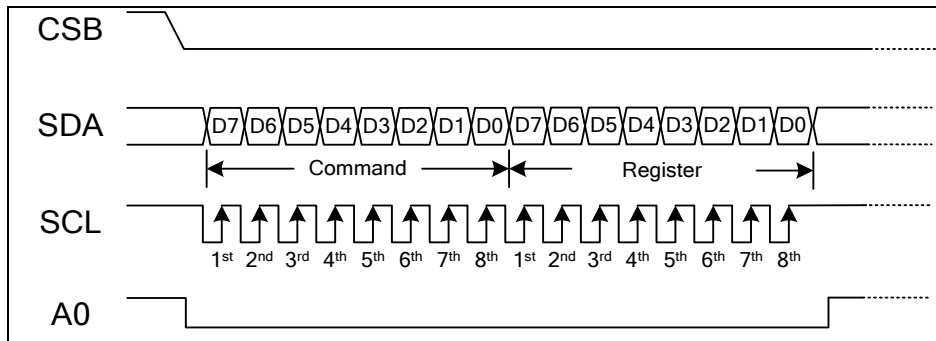 CSB
SDA D7 D6 D5 D4 D3 D2 D1 D0 D7 D6 D5 D4 D3 D2 D1 D0
Command Register
SCL
1st 2nd 3rd 4th 5th 6th 7th 8th 1st 2nd 3rd 4th 5th 6th 7th 8th
A0